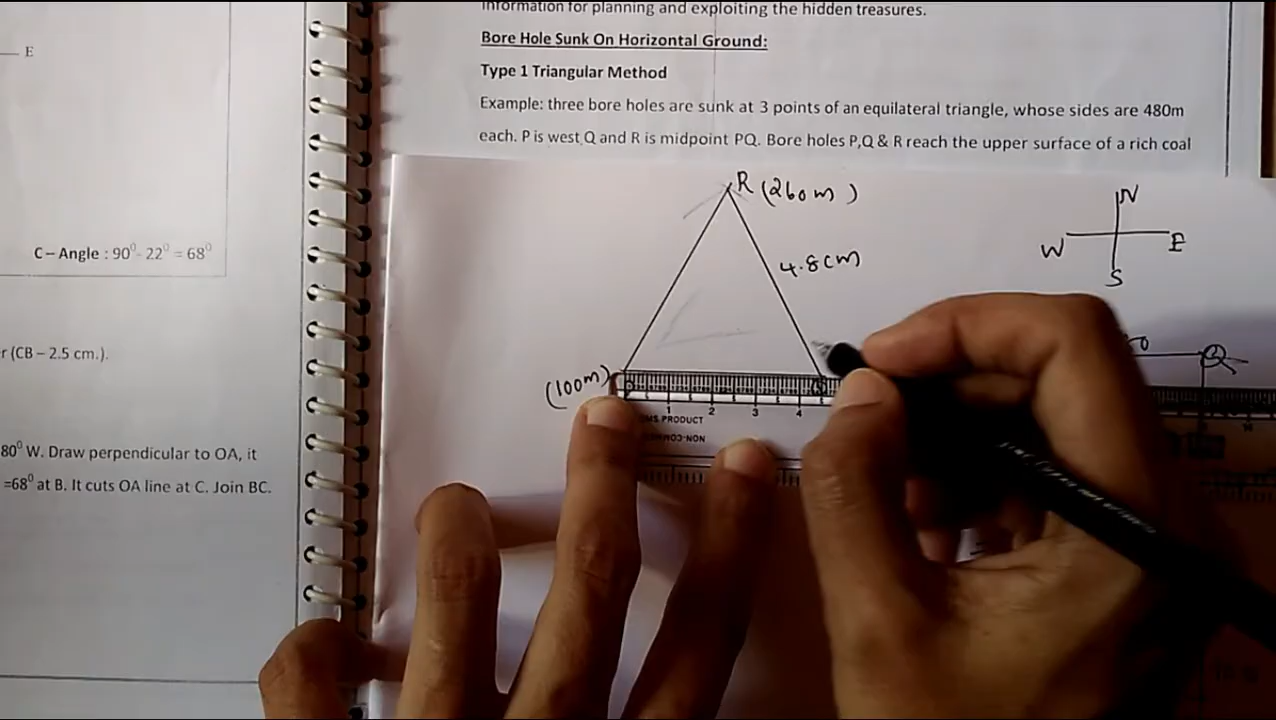 information for planning and exploiting the hidden treasures.
Bore Hole Sunk On Horizontal Ground:
Type 1 Triangular Method
Example: three bore holes are sunk at 3 points of an equilateral triangle, whose sides are 480m
each. P is west Q and R is midpoint PQ. Bore holes P,Q & R reach the upper surface of a rich coal
E
C – Angle : 90⁰- 22⁰ = 68⁰
r (CB – 2.5 cm.).
80⁰ W. Draw perpendicular to OA, it
=68⁰ at B. It cuts OA line at C. Join BC.
R (260m)
4.8cm
(100m)
N
W E
S
Q
1 2 3 4
MS PRODUCT